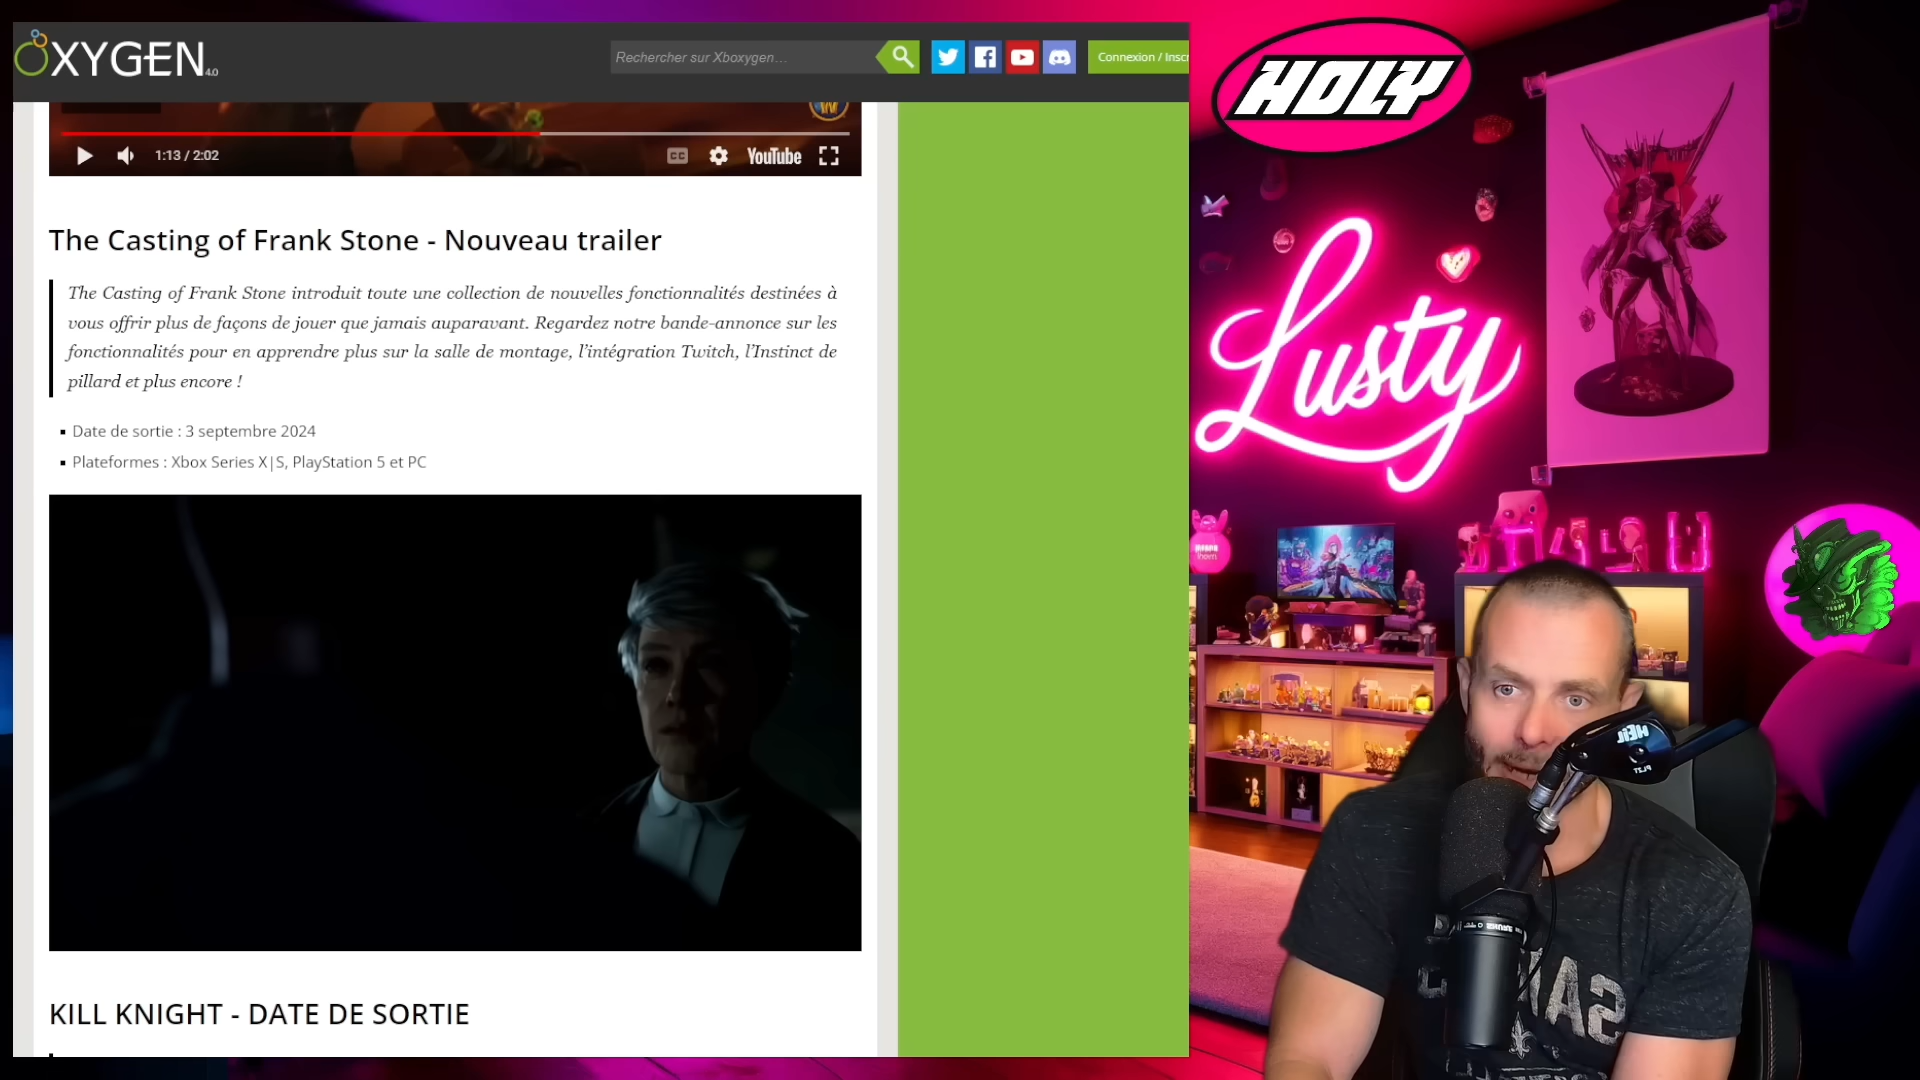 ÖXYGEN 4.0
Rechercher sur Xboxygen…
Connexion / Inscr
1:13 / 2:02
CC
YouTube
The Casting of Frank Stone - Nouveau trailer
The Casting of Frank Stone introduit toute une collection de nouvelles fonctionnalités destinées à
vous offrir plus de façons de jouer que jamais auparavant. Regardez notre bande-annonce sur les
fonctionnalités pour en apprendre plus sur la salle de montage, l’intégration Twitch, l’Instinct de
pillard et plus encore !
Date de sortie : 3 septembre 2024
Plateformes : Xbox Series X|S, PlayStation 5 et PC
KILL KNIGHT - DATE DE SORTIE
HOLY
Lusty
HEiL